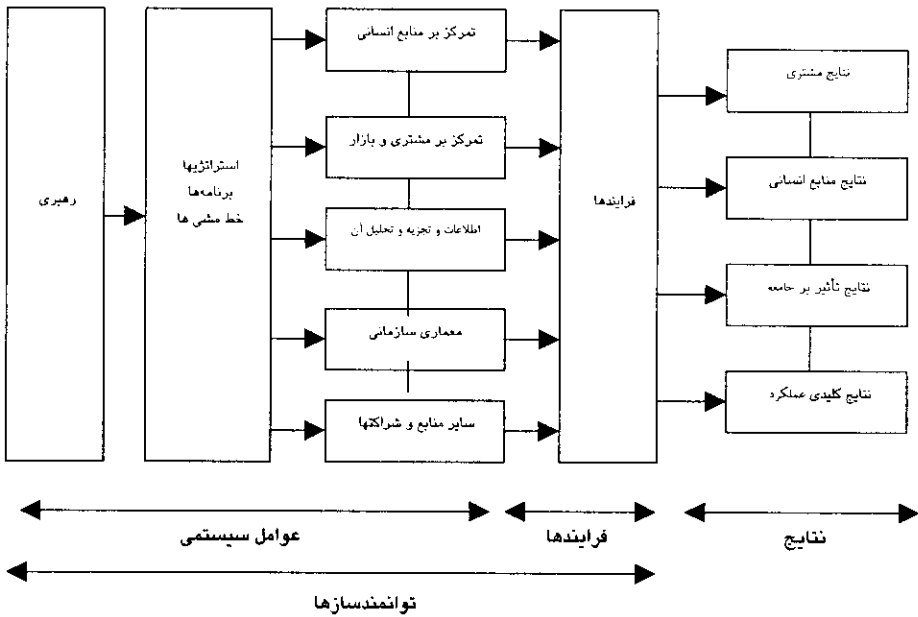 رهبری
استراتژیها
برنامه‌ها
خط مشی ها
تمرکز بر منابع انسانی
تمرکز بر مشتری و بازار
اطلاعات و تجزیه و تحلیل آن
معماری سازمانی
سایر منابع و شراکتها
فرایندها
نتایج مشتری
نتایج منابع انسانی
نتایج تأثیر بر جامعه
نتایج کلیدی عملکرد
عوامل سیستمی
فرایندها
نتایج
توانمندسازها